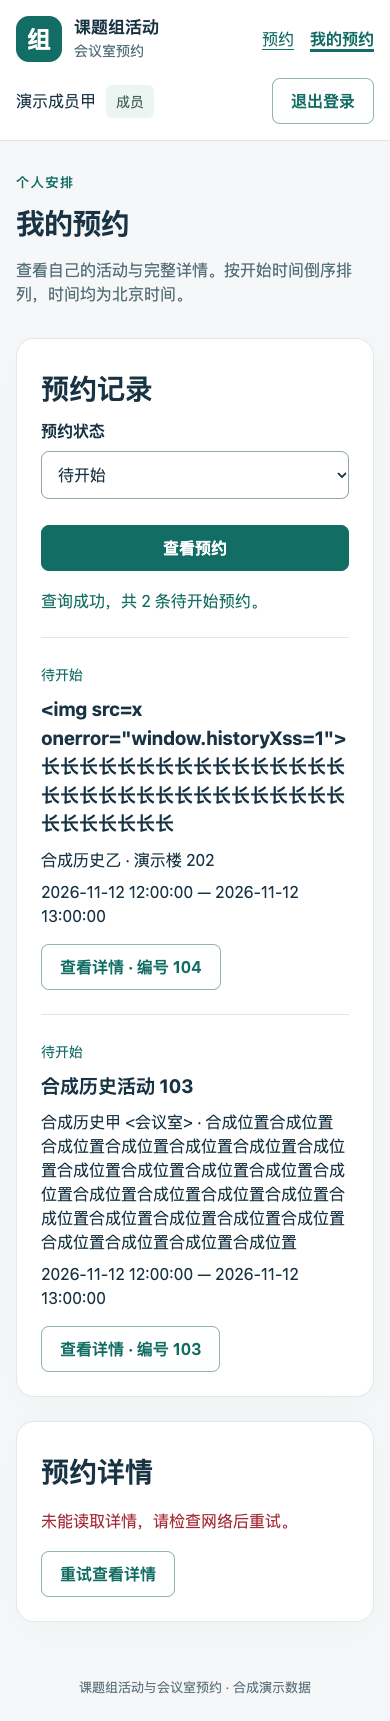 组
课题组活动
会议室预约
预约
我的预约
演示成员甲
成员
退出登录
个人安排
我的预约
查看自己的活动与完整详情。按开始时间倒序排
列，时间均为北京时间。
预约记录
预约状态
待开始
查看预约
查询成功，共 2 条待开始预约。
待开始
<img src=x
onerror="window.historyXss=1">
长长长长长长长长长长长长长长长长
长长长长长长长长长长长长长长长长
长长长长长长长
合成历史乙 · 演示楼 202
2026-11-12 12:00:00 — 2026-11-12
13:00:00
查看详情 · 编号 104
待开始
合成历史活动 103
合成历史甲 <会议室> · 合成位置合成位置
合成位置合成位置合成位置合成位置合成位
置合成位置合成位置合成位置合成位置合成
位置合成位置合成位置合成位置合成位置合
成位置合成位置合成位置合成位置合成位置
合成位置合成位置合成位置合成位置
2026-11-12 12:00:00 — 2026-11-12
13:00:00
查看详情 · 编号 103
预约详情
未能读取详情，请检查网络后重试。
重试查看详情
课题组活动与会议室预约 · 合成演示数据